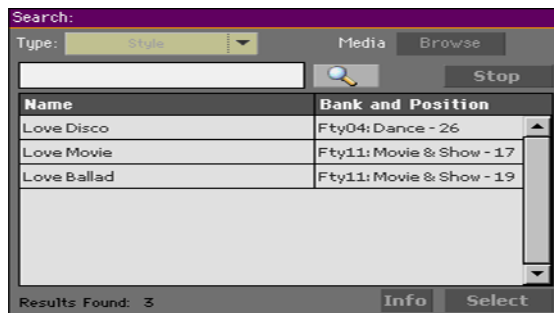 Search:
Type: Style Media Browse
Stop
Name Bank and Position
Love Disco Fty04: Dance - 26
Love Movie Fty11: Movie & Show - 17
Love Ballad Fty11: Movie & Show - 19
Results Found: 3 Info Select